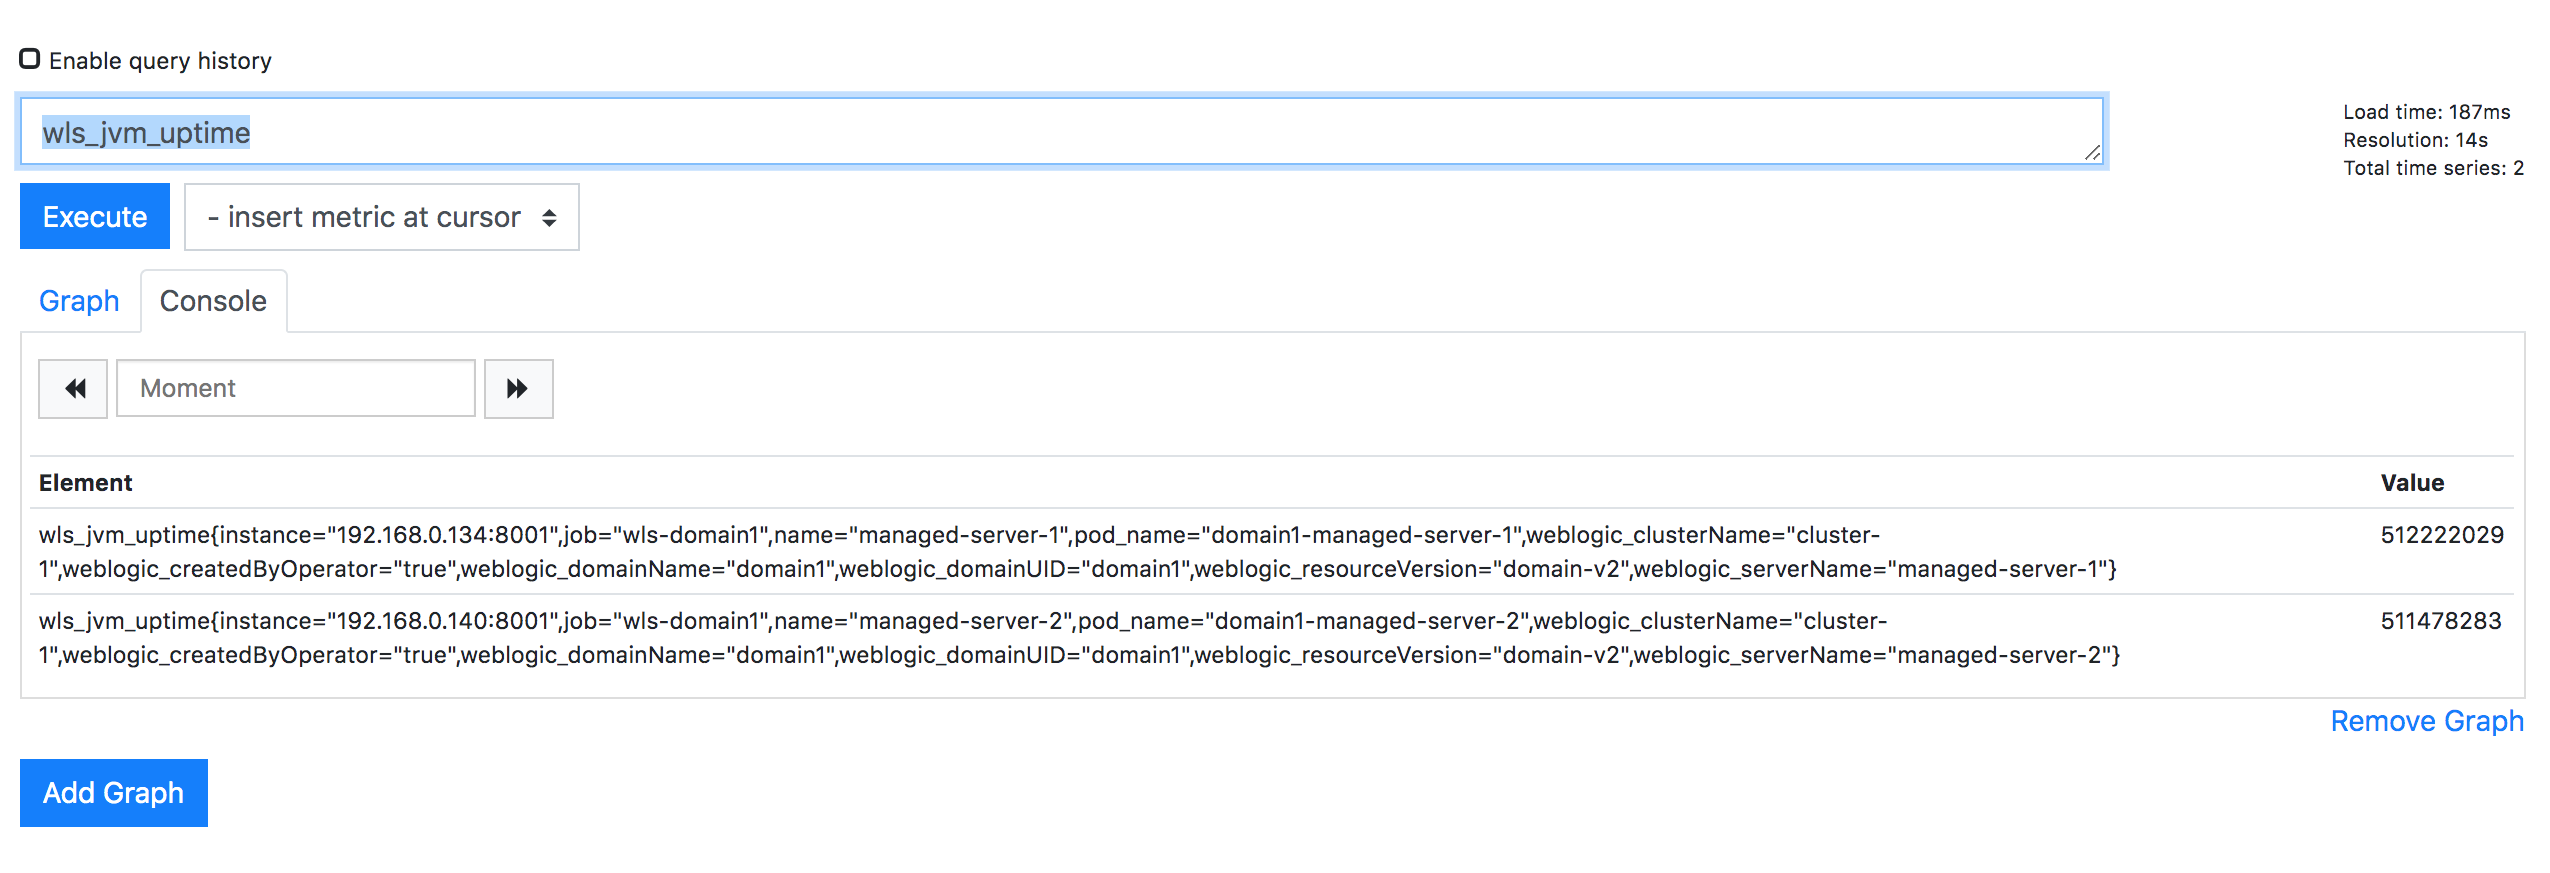 Enable query history
wls_jvm_uptime
Load time: 187ms
Resolution: 14s
Total time series: 2
Execute
- insert metric at cursor
Graph
Console
Moment
Element Value
wls_jvm_uptime{instance="192.168.0.134:8001",job="wls-domain1",name="managed-server-1",pod_name="domain1-managed-server-1",weblogic_clusterName="cluster- 512222029
1",weblogic_createdByOperator="true",weblogic_domainName="domain1",weblogic_domainUID="domain1",weblogic_resourceVersion="domain-v2",weblogic_serverName="managed-server-1"}
wls_jvm_uptime{instance="192.168.0.140:8001",job="wls-domain1",name="managed-server-2",pod_name="domain1-managed-server-2",weblogic_clusterName="cluster- 511478283
1",weblogic_createdByOperator="true",weblogic_domainName="domain1",weblogic_domainUID="domain1",weblogic_resourceVersion="domain-v2",weblogic_serverName="managed-server-2"}
Remove Graph
Add Graph